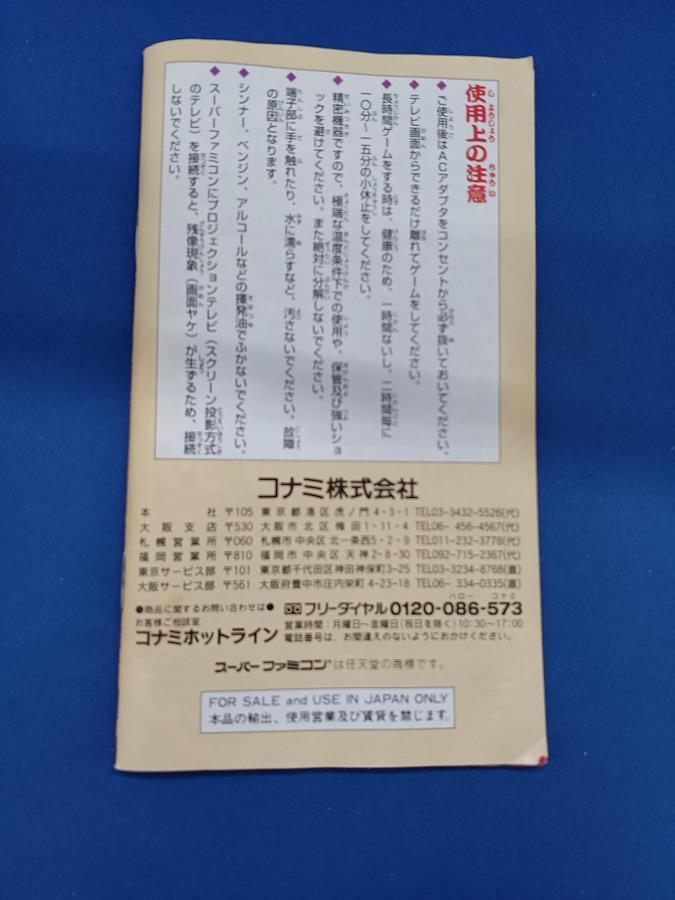 使用上の注意
◆ご使用後はACアダプタをコンセントから必ず抜いておいてください。
◆テレビ画面からできるだけ離れてゲームをしてください。
◆長時間ゲームをする時は、健康のため、一時間ないし、二時間毎に
一〇分〜一五分の小休止をしてください。
◆精密機器ですので、極端な温度条件下での使用や、保管及び強いショ
ックを避けてください。また絶対に分解しないでください。
◆端子部に手を触れたり、水に濡らすなど、汚さないでください。故障
の原因となります。
◆シンナー、ベンジン、アルコールなどの揮発油でふかないでください。
◆スーパーファミコンにプロジェクションテレビ（スクリーン投影方式
のテレビ）を接続すると、残像現象（画面ヤケ）が生ずるため、接続
しないでください。
コナミ株式会社
本社 〒105 東京都港区虎ノ門4-3-1 TEL03-3432-5526(代)
大阪支店 〒530 大阪市北区梅田1-11-4 TEL06-456-4567(代)
札幌営業所 〒060 札幌市中央区北一条西5-2-9 TEL011-232-3778(代)
福岡営業所 〒810 福岡市中央区天神2-8-30 TEL092-715-2367(代)
東京サービス部 〒101 東京都千代田区神田神保町3-25 TEL03-3234-8768(直)
大阪サービス部 〒561 大阪府豊中市庄内栄町4-23-18 TEL06-334-0335(直)
●商品に関するお問い合わせは●
お客様ご相談室
コナミホットライン
ハロー コナミ
フリーダイヤル0120-086-573
営業時間：月曜日〜金曜日(祝日を除く)10:30〜17:00
電話番号は、お間違えのないようにおかけください。
スーパーファミコン®は任天堂の商標です。
FOR SALE and USE IN JAPAN ONLY
本品の輸出、使用営業及び賃貸を禁じます。